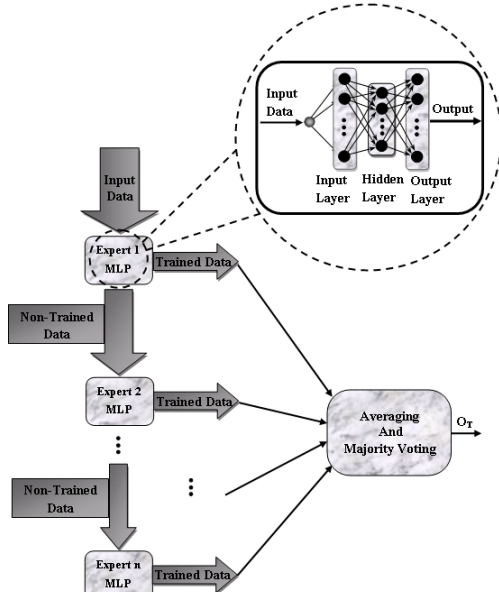 Input
Data
Output
Input
Layer
Hidden
Layer
Output
Layer
Input
Data
Expert 1
MLP
Trained Data
Non-Trained
Data
Expert 2
MLP
Trained Data
Averaging
And
Majority Voting
OT
Non-Trained
Data
Expert n
MLP
Trained Data